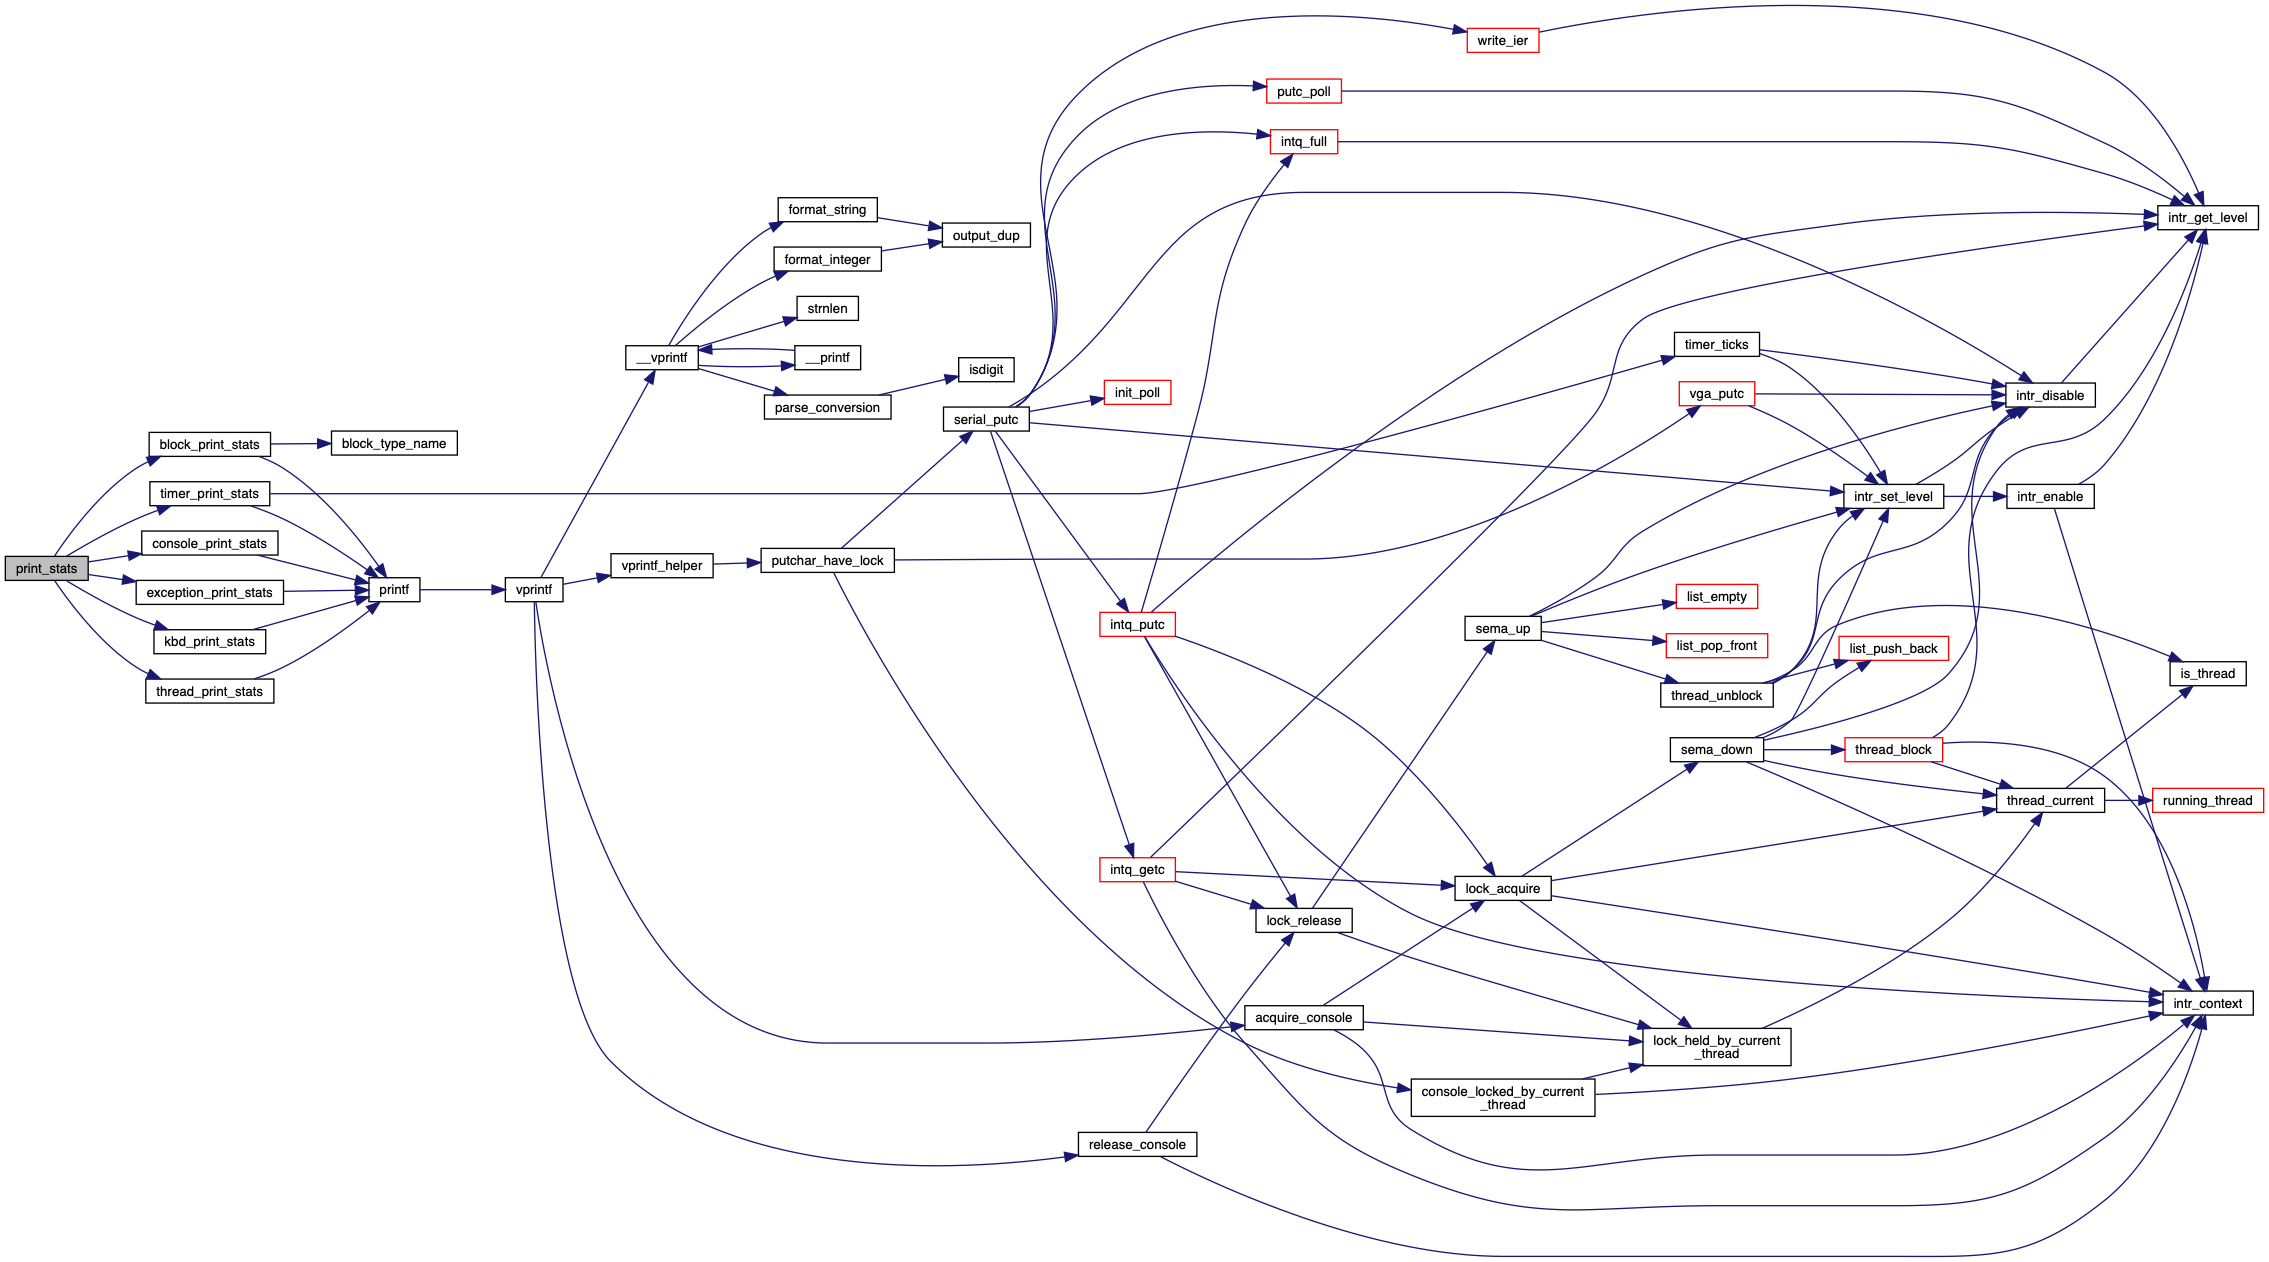 print_stats
block_print_stats
timer_print_stats
console_print_stats
exception_print_stats
kbd_print_stats
thread_print_stats
block_type_name
printf
vprintf
__vprintf
vprintf_helper
format_string
format_integer
strnlen
__printf
parse_conversion
putchar_have_lock
output_dup
isdigit
serial_putc
init_poll
intq_putc
intq_getc
release_console
putc_poll
intq_full
lock_release
acquire_console
write_ier
sema_up
lock_acquire
console_locked_by_current
_thread
timer_ticks
vga_putc
list_empty
list_pop_front
thread_unblock
sema_down
lock_held_by_current
_thread
intr_set_level
list_push_back
thread_block
intr_disable
intr_enable
thread_current
intr_get_level
is_thread
running_thread
intr_context